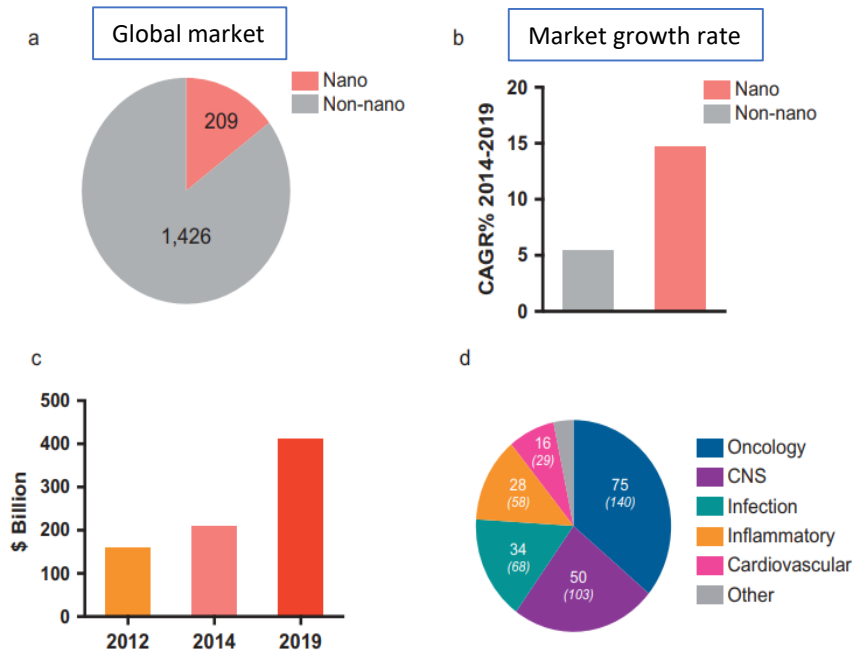 a
Global market
Nano
Non-nano
209
1,426
b
Market growth rate
Nano
Non-nano
CAGR% 2014-2019
20
15
10
5
0
c
$ Billion
500
400
300
200
100
0
2012 2014 2019
d
16
(29)
28
(58)
34
(68)
50
(103)
75
(140)
Oncology
CNS
Infection
Inflammatory
Cardiovascular
Other